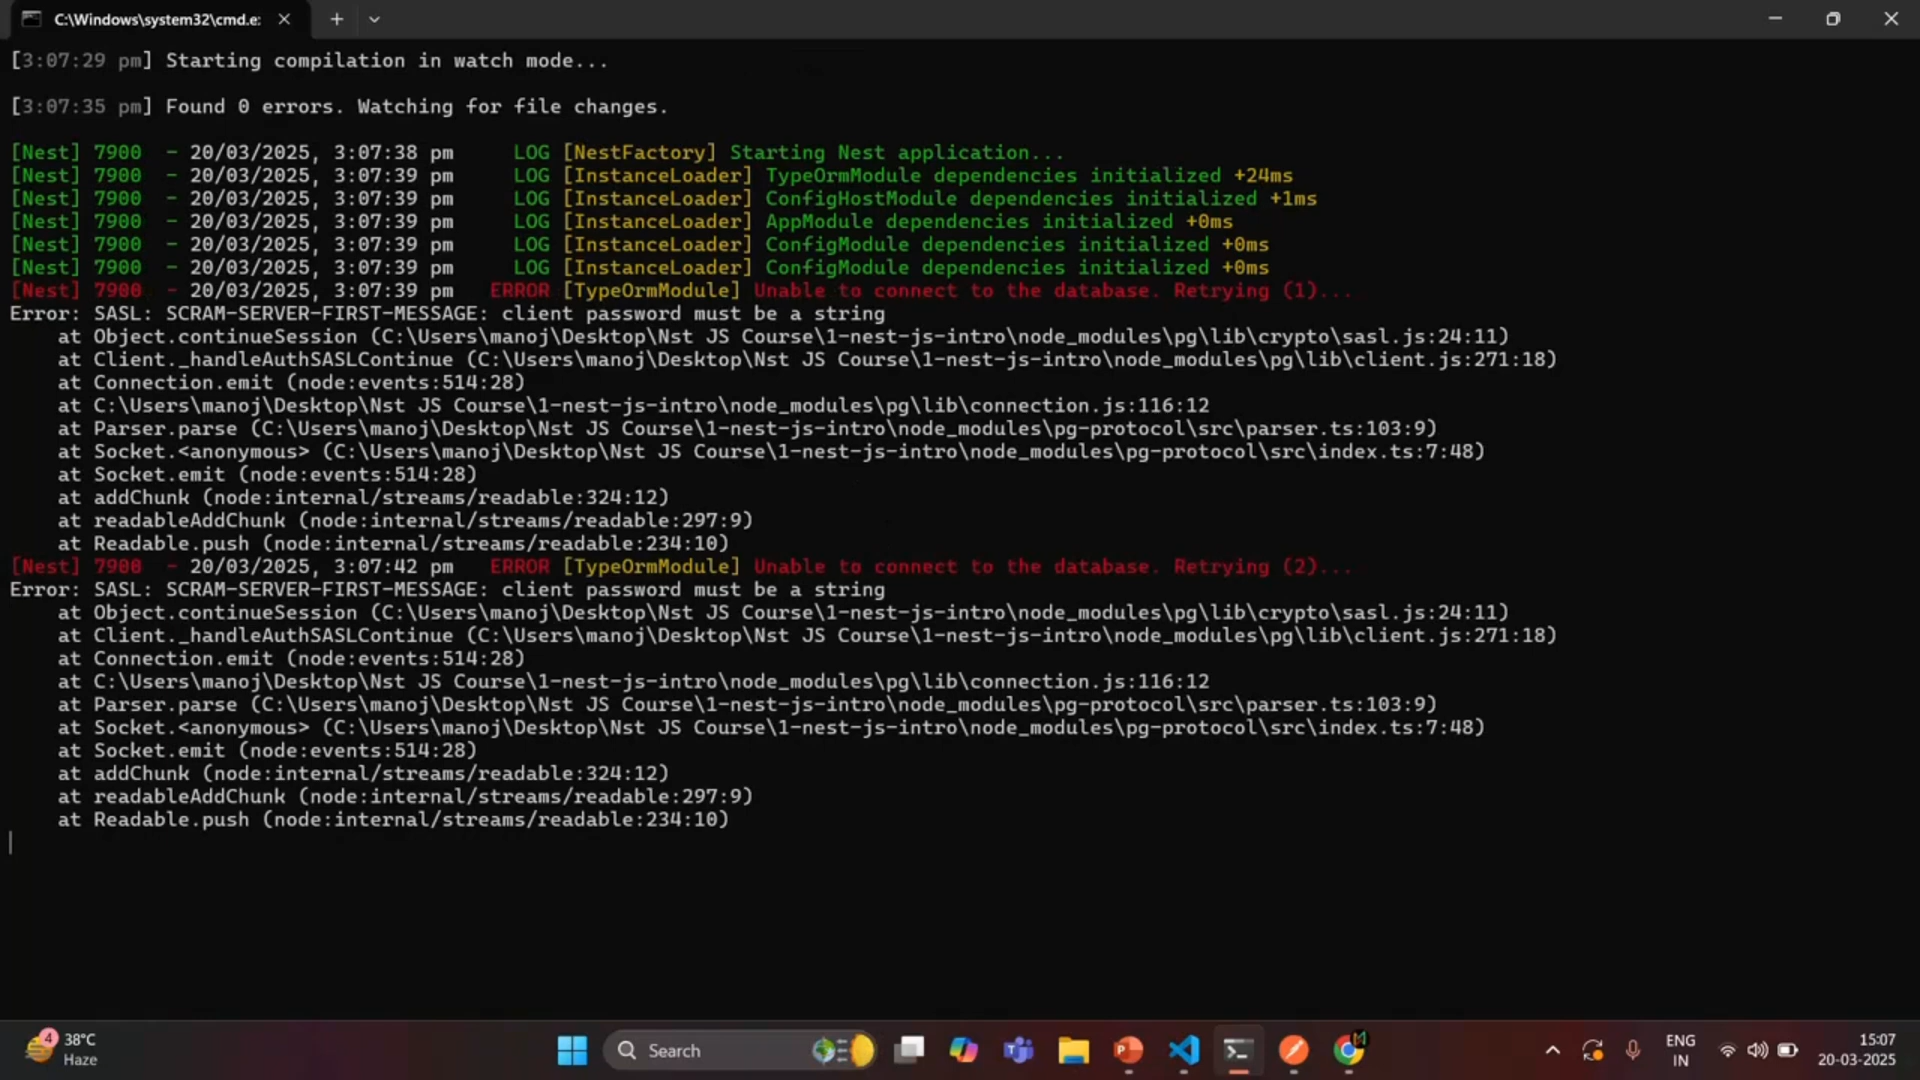 C:\Windows\system32\cmd.e:
[3:07:29 pm] Starting compilation in watch mode...
[3:07:35 pm] Found 0 errors. Watching for file changes.
[Nest] 7900  - 20/03/2025, 3:07:38 pm     LOG [NestFactory] Starting Nest application...
[Nest] 7900  - 20/03/2025, 3:07:39 pm     LOG [InstanceLoader] TypeOrmModule dependencies initialized +24ms
[Nest] 7900  - 20/03/2025, 3:07:39 pm     LOG [InstanceLoader] ConfigHostModule dependencies initialized +1ms
[Nest] 7900  - 20/03/2025, 3:07:39 pm     LOG [InstanceLoader] AppModule dependencies initialized +0ms
[Nest] 7900  - 20/03/2025, 3:07:39 pm     LOG [InstanceLoader] ConfigModule dependencies initialized +0ms
[Nest] 7900  - 20/03/2025, 3:07:39 pm     LOG [InstanceLoader] ConfigModule dependencies initialized +0ms
[Nest] 7900  - 20/03/2025, 3:07:39 pm   ERROR [TypeOrmModule] Unable to connect to the database. Retrying (1)...
Error: SASL: SCRAM-SERVER-FIRST-MESSAGE: client password must be a string
    at Object.continueSession (C:\Users\manoj\Desktop\Nst JS Course\1-nest-js-intro\node_modules\pg\lib\crypto\sasl.js:24:11)
    at Client._handleAuthSASLContinue (C:\Users\manoj\Desktop\Nst JS Course\1-nest-js-intro\node_modules\pg\lib\client.js:271:18)
    at Connection.emit (node:events:514:28)
    at C:\Users\manoj\Desktop\Nst JS Course\1-nest-js-intro\node_modules\pg\lib\connection.js:116:12
    at Parser.parse (C:\Users\manoj\Desktop\Nst JS Course\1-nest-js-intro\node_modules\pg-protocol\src\parser.ts:103:9)
    at Socket.<anonymous> (C:\Users\manoj\Desktop\Nst JS Course\1-nest-js-intro\node_modules\pg-protocol\src\index.ts:7:48)
    at Socket.emit (node:events:514:28)
    at addChunk (node:internal/streams/readable:324:12)
    at readableAddChunk (node:internal/streams/readable:297:9)
    at Readable.push (node:internal/streams/readable:234:10)
[Nest] 7900  - 20/03/2025, 3:07:42 pm   ERROR [TypeOrmModule] Unable to connect to the database. Retrying (2)...
Error: SASL: SCRAM-SERVER-FIRST-MESSAGE: client password must be a string
    at Object.continueSession (C:\Users\manoj\Desktop\Nst JS Course\1-nest-js-intro\node_modules\pg\lib\crypto\sasl.js:24:11)
    at Client._handleAuthSASLContinue (C:\Users\manoj\Desktop\Nst JS Course\1-nest-js-intro\node_modules\pg\lib\client.js:271:18)
    at Connection.emit (node:events:514:28)
    at C:\Users\manoj\Desktop\Nst JS Course\1-nest-js-intro\node_modules\pg\lib\connection.js:116:12
    at Parser.parse (C:\Users\manoj\Desktop\Nst JS Course\1-nest-js-intro\node_modules\pg-protocol\src\parser.ts:103:9)
    at Socket.<anonymous> (C:\Users\manoj\Desktop\Nst JS Course\1-nest-js-intro\node_modules\pg-protocol\src\index.ts:7:48)
    at Socket.emit (node:events:514:28)
    at addChunk (node:internal/streams/readable:324:12)
    at readableAddChunk (node:internal/streams/readable:297:9)
    at Readable.push (node:internal/streams/readable:234:10)
4
38°C
Haze
Search
ENG
IN
15:07
20-03-2025